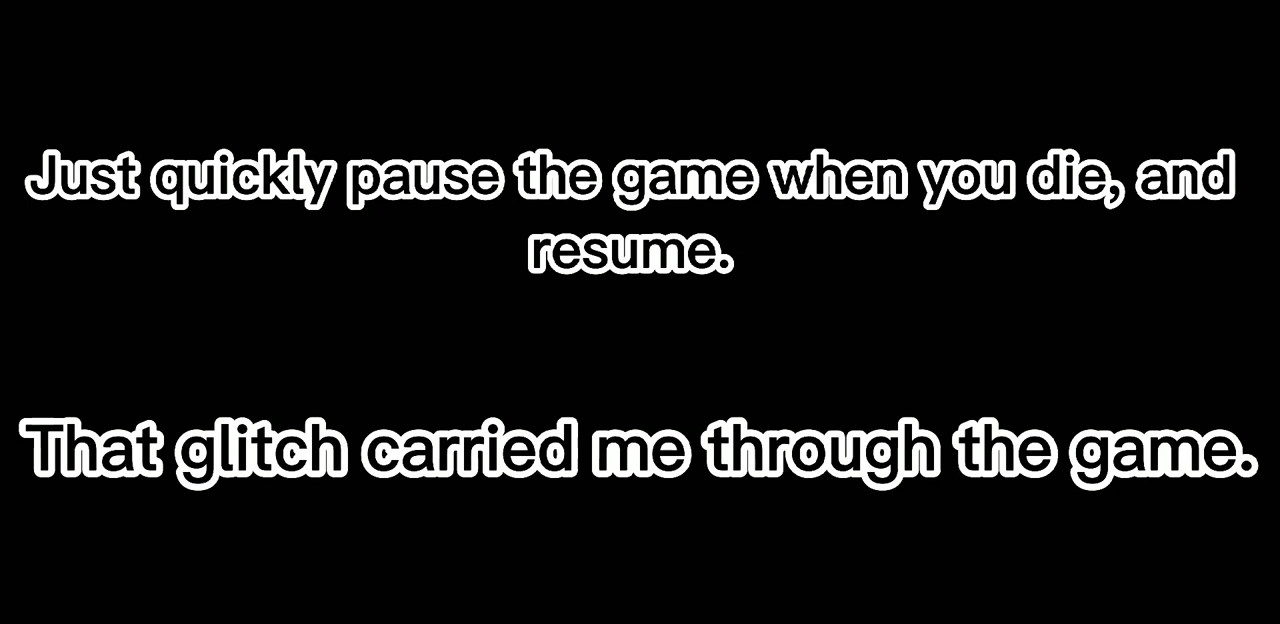 Just quickly pause the game when you die, and
resume.
That glitch carried me through the game.